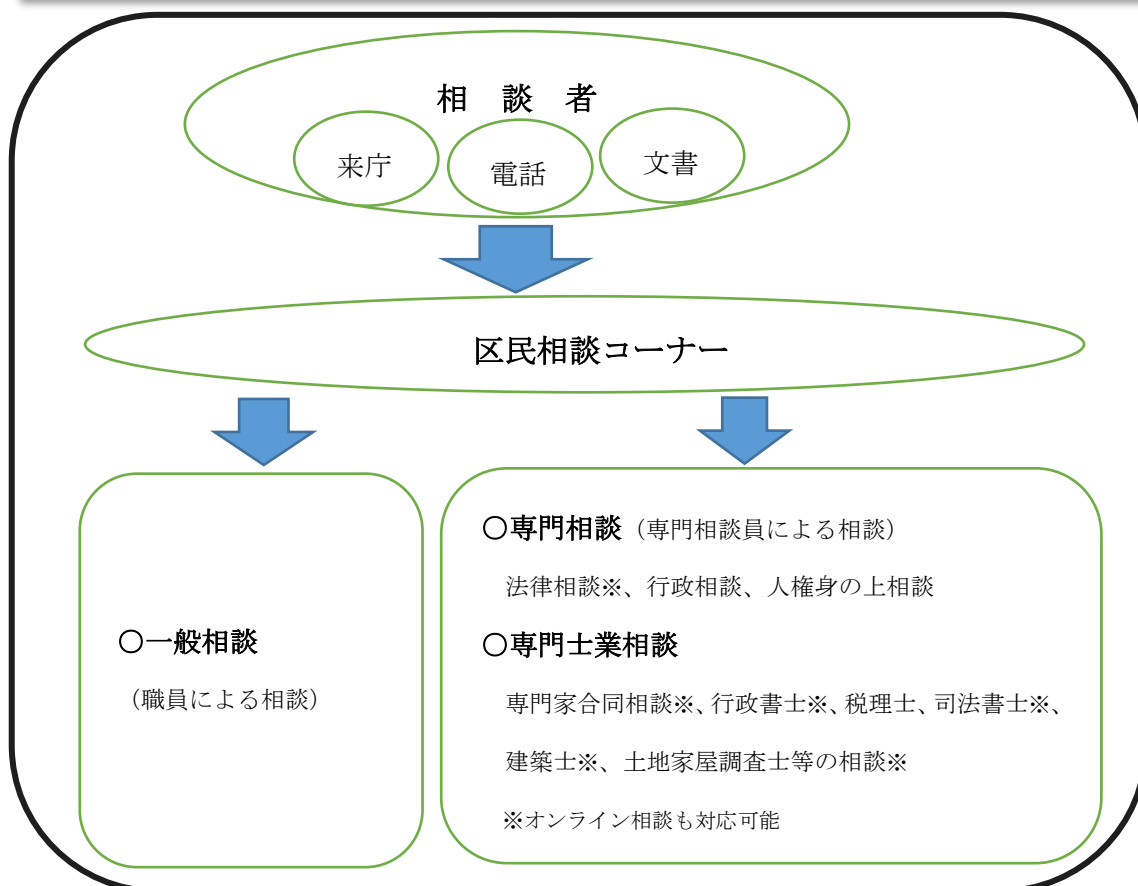 相　談　者
来庁
電話
文書
区民相談コーナー
〇一般相談
（職員による相談）
〇専門相談（専門相談員による相談）
法律相談※、行政相談、人権身の上相談
〇専門士業相談
専門家合同相談※、行政書士※、税理士、司法書士※、
建築士※、土地家屋調査士等の相談※
※オンライン相談も対応可能